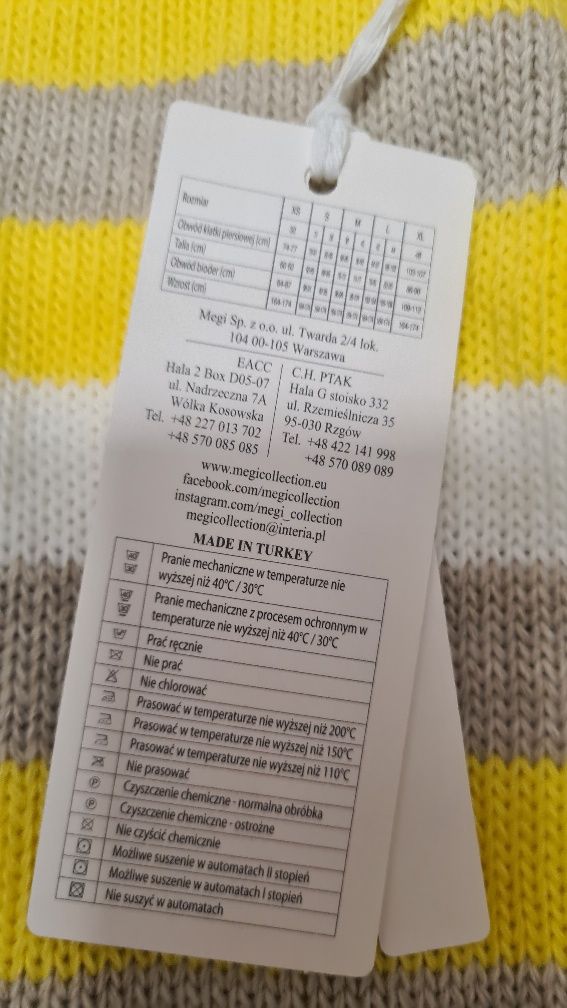 Rozmiar XS S M L XL
Obwód klatki piersiowej (cm)
Talia (cm)
Obwód bioder (cm)
Wzrost (cm) 164-174
Megi Sp. z o.o. ul. Twarda 2/4 lok.
104 00-105 Warszawa
EACC
Hala 2 Box D05-07
ul. Nadrzeczna 7A
Wólka Kosowska
Tel. +48 227 013 702
+48 570 085 085
C.H. PTAK
Hala G stoisko 332
ul. Rzemieślnicza 35
95-030 Rzgów
Tel. +48 422 141 998
+48 570 089 089
www.megicollection.eu
facebook.com/megicollection
instagram.com/megi_collection
megicollection@interia.pl
MADE IN TURKEY
Pranie mechaniczne w temperaturze nie
wyższej niż 40°C / 30°C
Pranie mechaniczne z procesem ochronnym w
temperaturze nie wyższej niż 40°C / 30°C
Prać ręcznie
Nie prać
Nie chlorować
Prasować w temperaturze nie wyższej niż 200°C
Prasować w temperaturze nie wyższej niż 150°C
Prasować w temperaturze nie wyższej niż 110°C
Nie prasować
Czyszczenie chemiczne - normalna obróbka
Czyszczenie chemiczne - ostrożne
Nie czyścić chemicznie
Możliwe suszenie w automatach II stopień
Możliwe suszenie w automatach I stopień
Nie suszyć w automatach